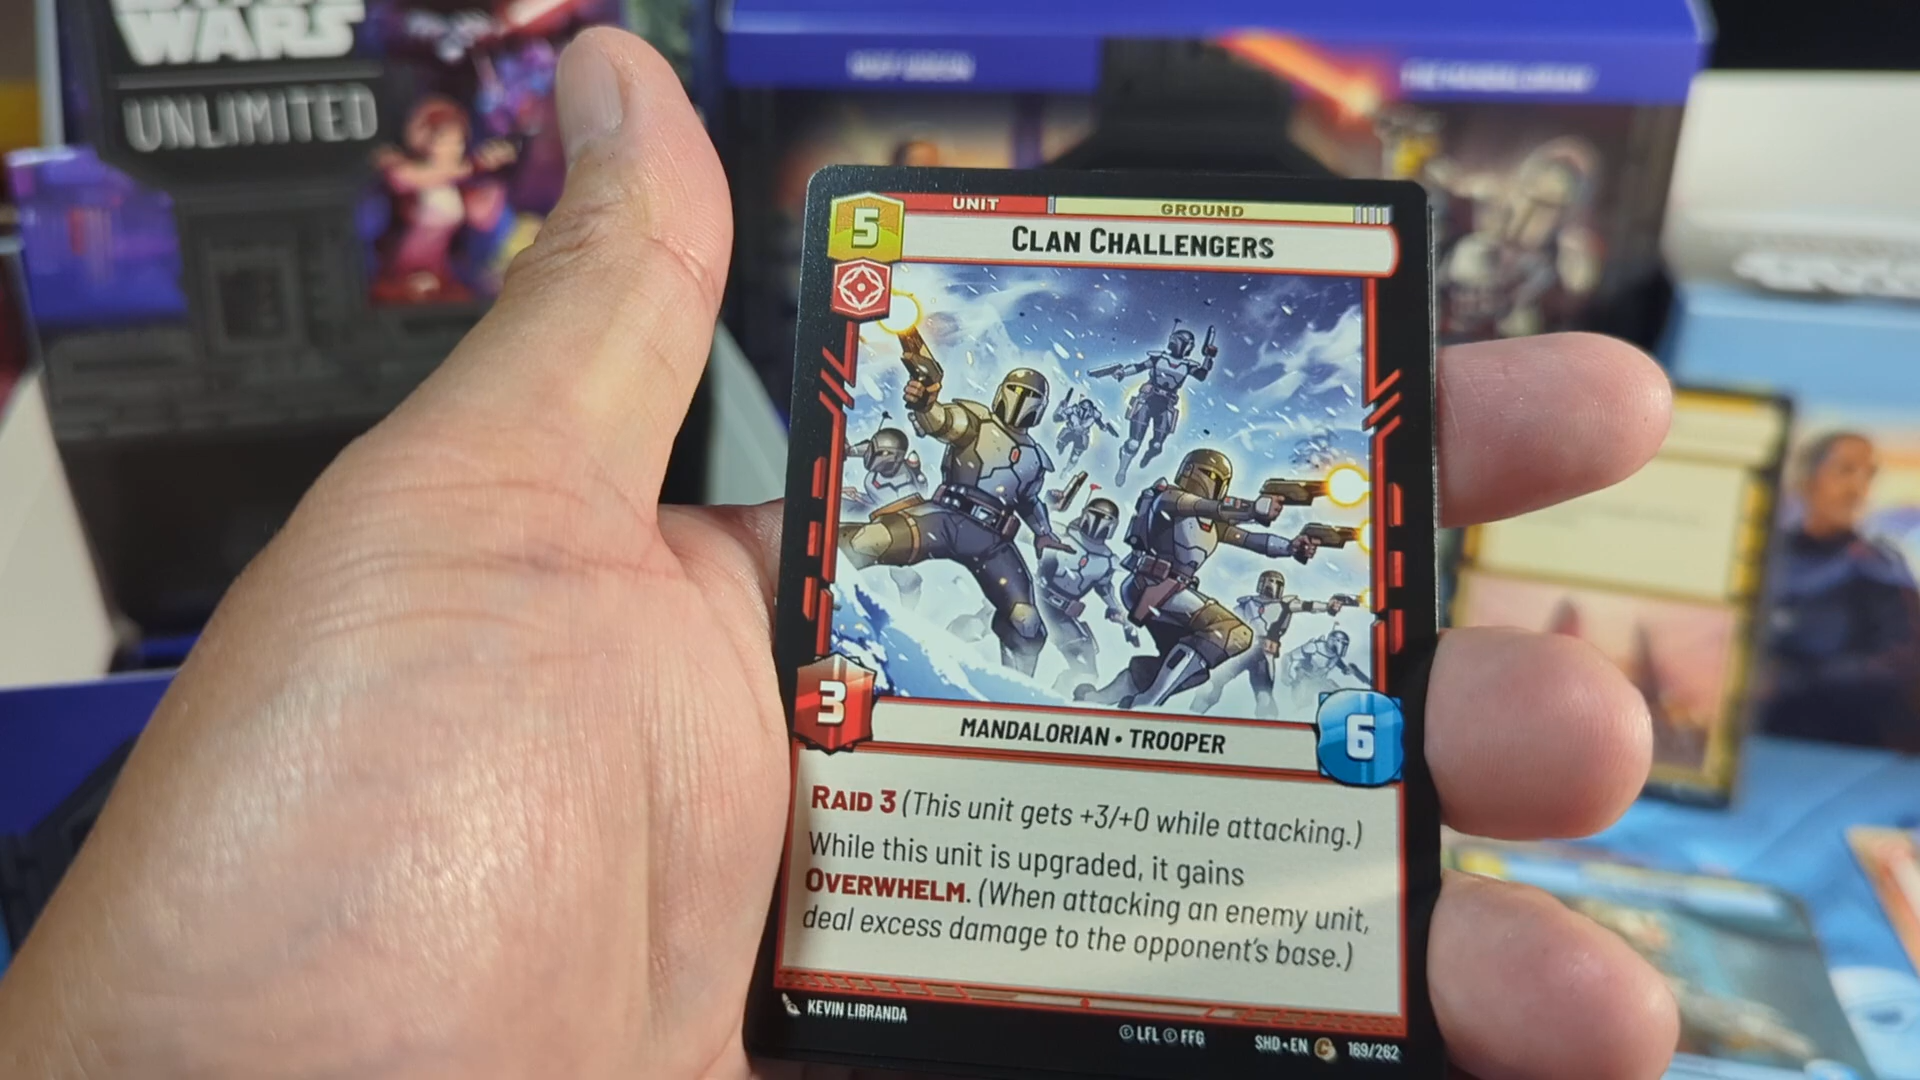 STAR
WARS
UNLIMITED
5
UNIT
GROUND
CLAN CHALLENGERS
3
MANDALORIAN • TROOPER
6
RAID 3 (This unit gets +3/+0 while attacking.)
While this unit is upgraded, it gains
OVERWHELM. (When attacking an enemy unit,
deal excess damage to the opponent's base.)
KEVIN LIBRANDA
© LFL © FFG
SHD • EN C 169/262